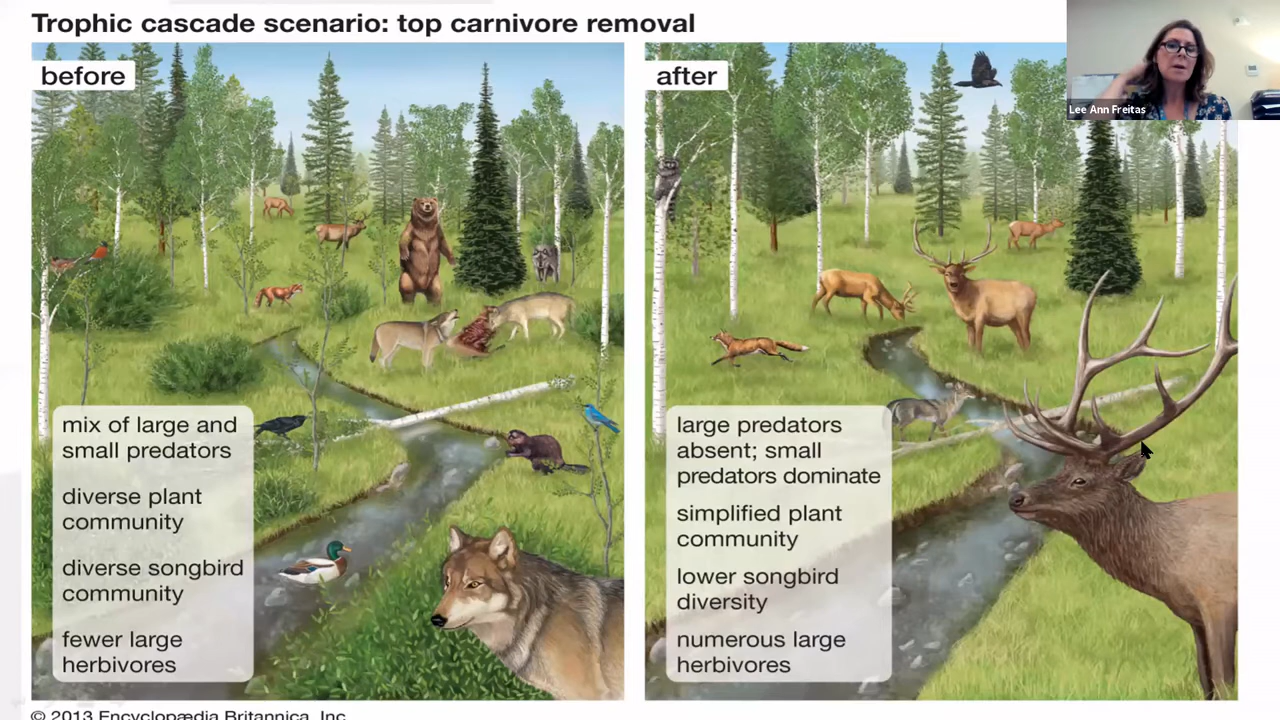 Trophic cascade scenario: top carnivore removal
before
after
Lee Ann Freitas
mix of large and
small predators
diverse plant
community
diverse songbird
community
fewer large
herbivores
large predators
absent; small
predators dominate
simplified plant
community
lower songbird
diversity
numerous large
herbivores
© 2013 Encyclopædia Britannica, Inc.